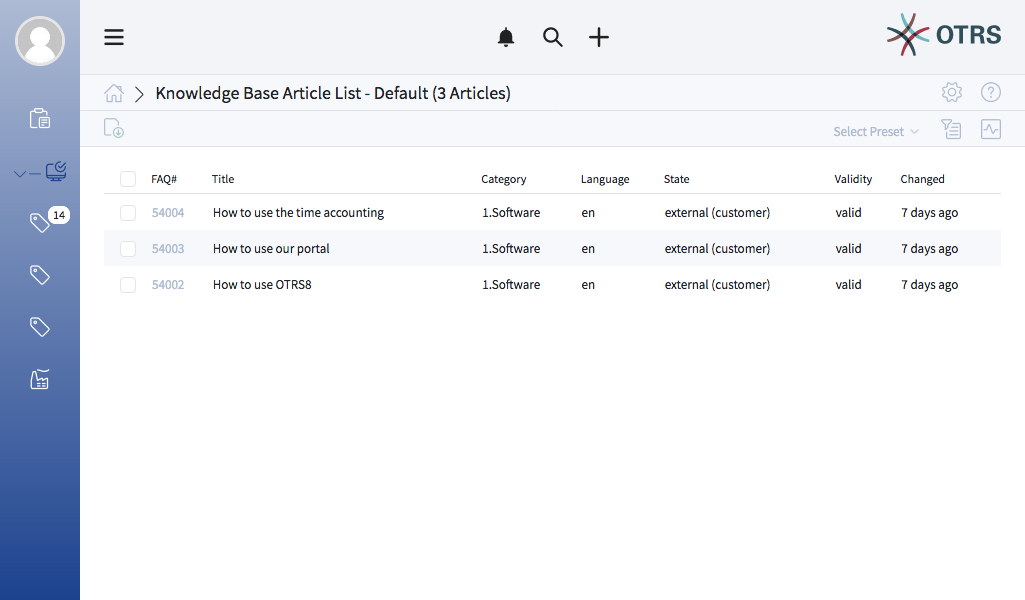 OTRS
Knowledge Base Article List - Default (3 Articles)
Select Preset
FAQ# Title Category Language State Validity Changed
54004 How to use the time accounting 1.Software en external (customer) valid 7 days ago
14
54003 How to use our portal 1.Software en external (customer) valid 7 days ago
54002 How to use OTRS8 1.Software en external (customer) valid 7 days ago